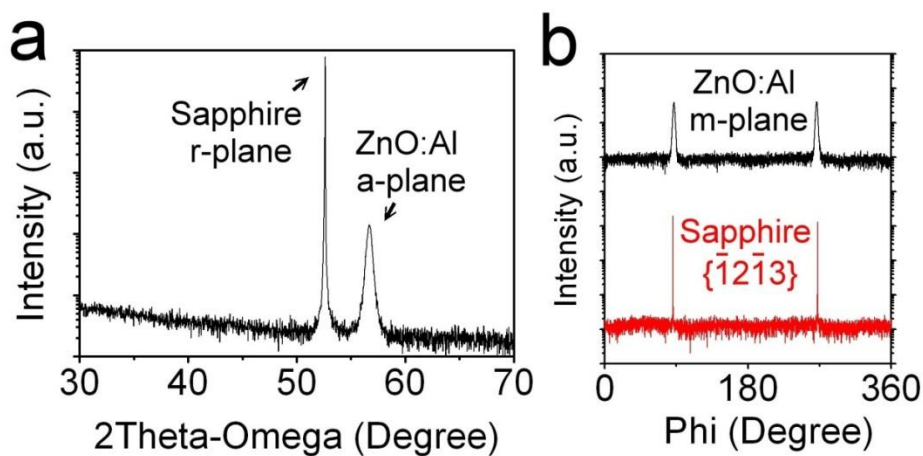 a
Intensity (a.u.)
Sapphire
r-plane
ZnO:Al
a-plane
30 40 50 60 70
2Theta-Omega (Degree)
b
Intensity (a.u.)
ZnO:Al
m-plane
Sapphire
{1̄21̄3}
0 180 360
Phi (Degree)